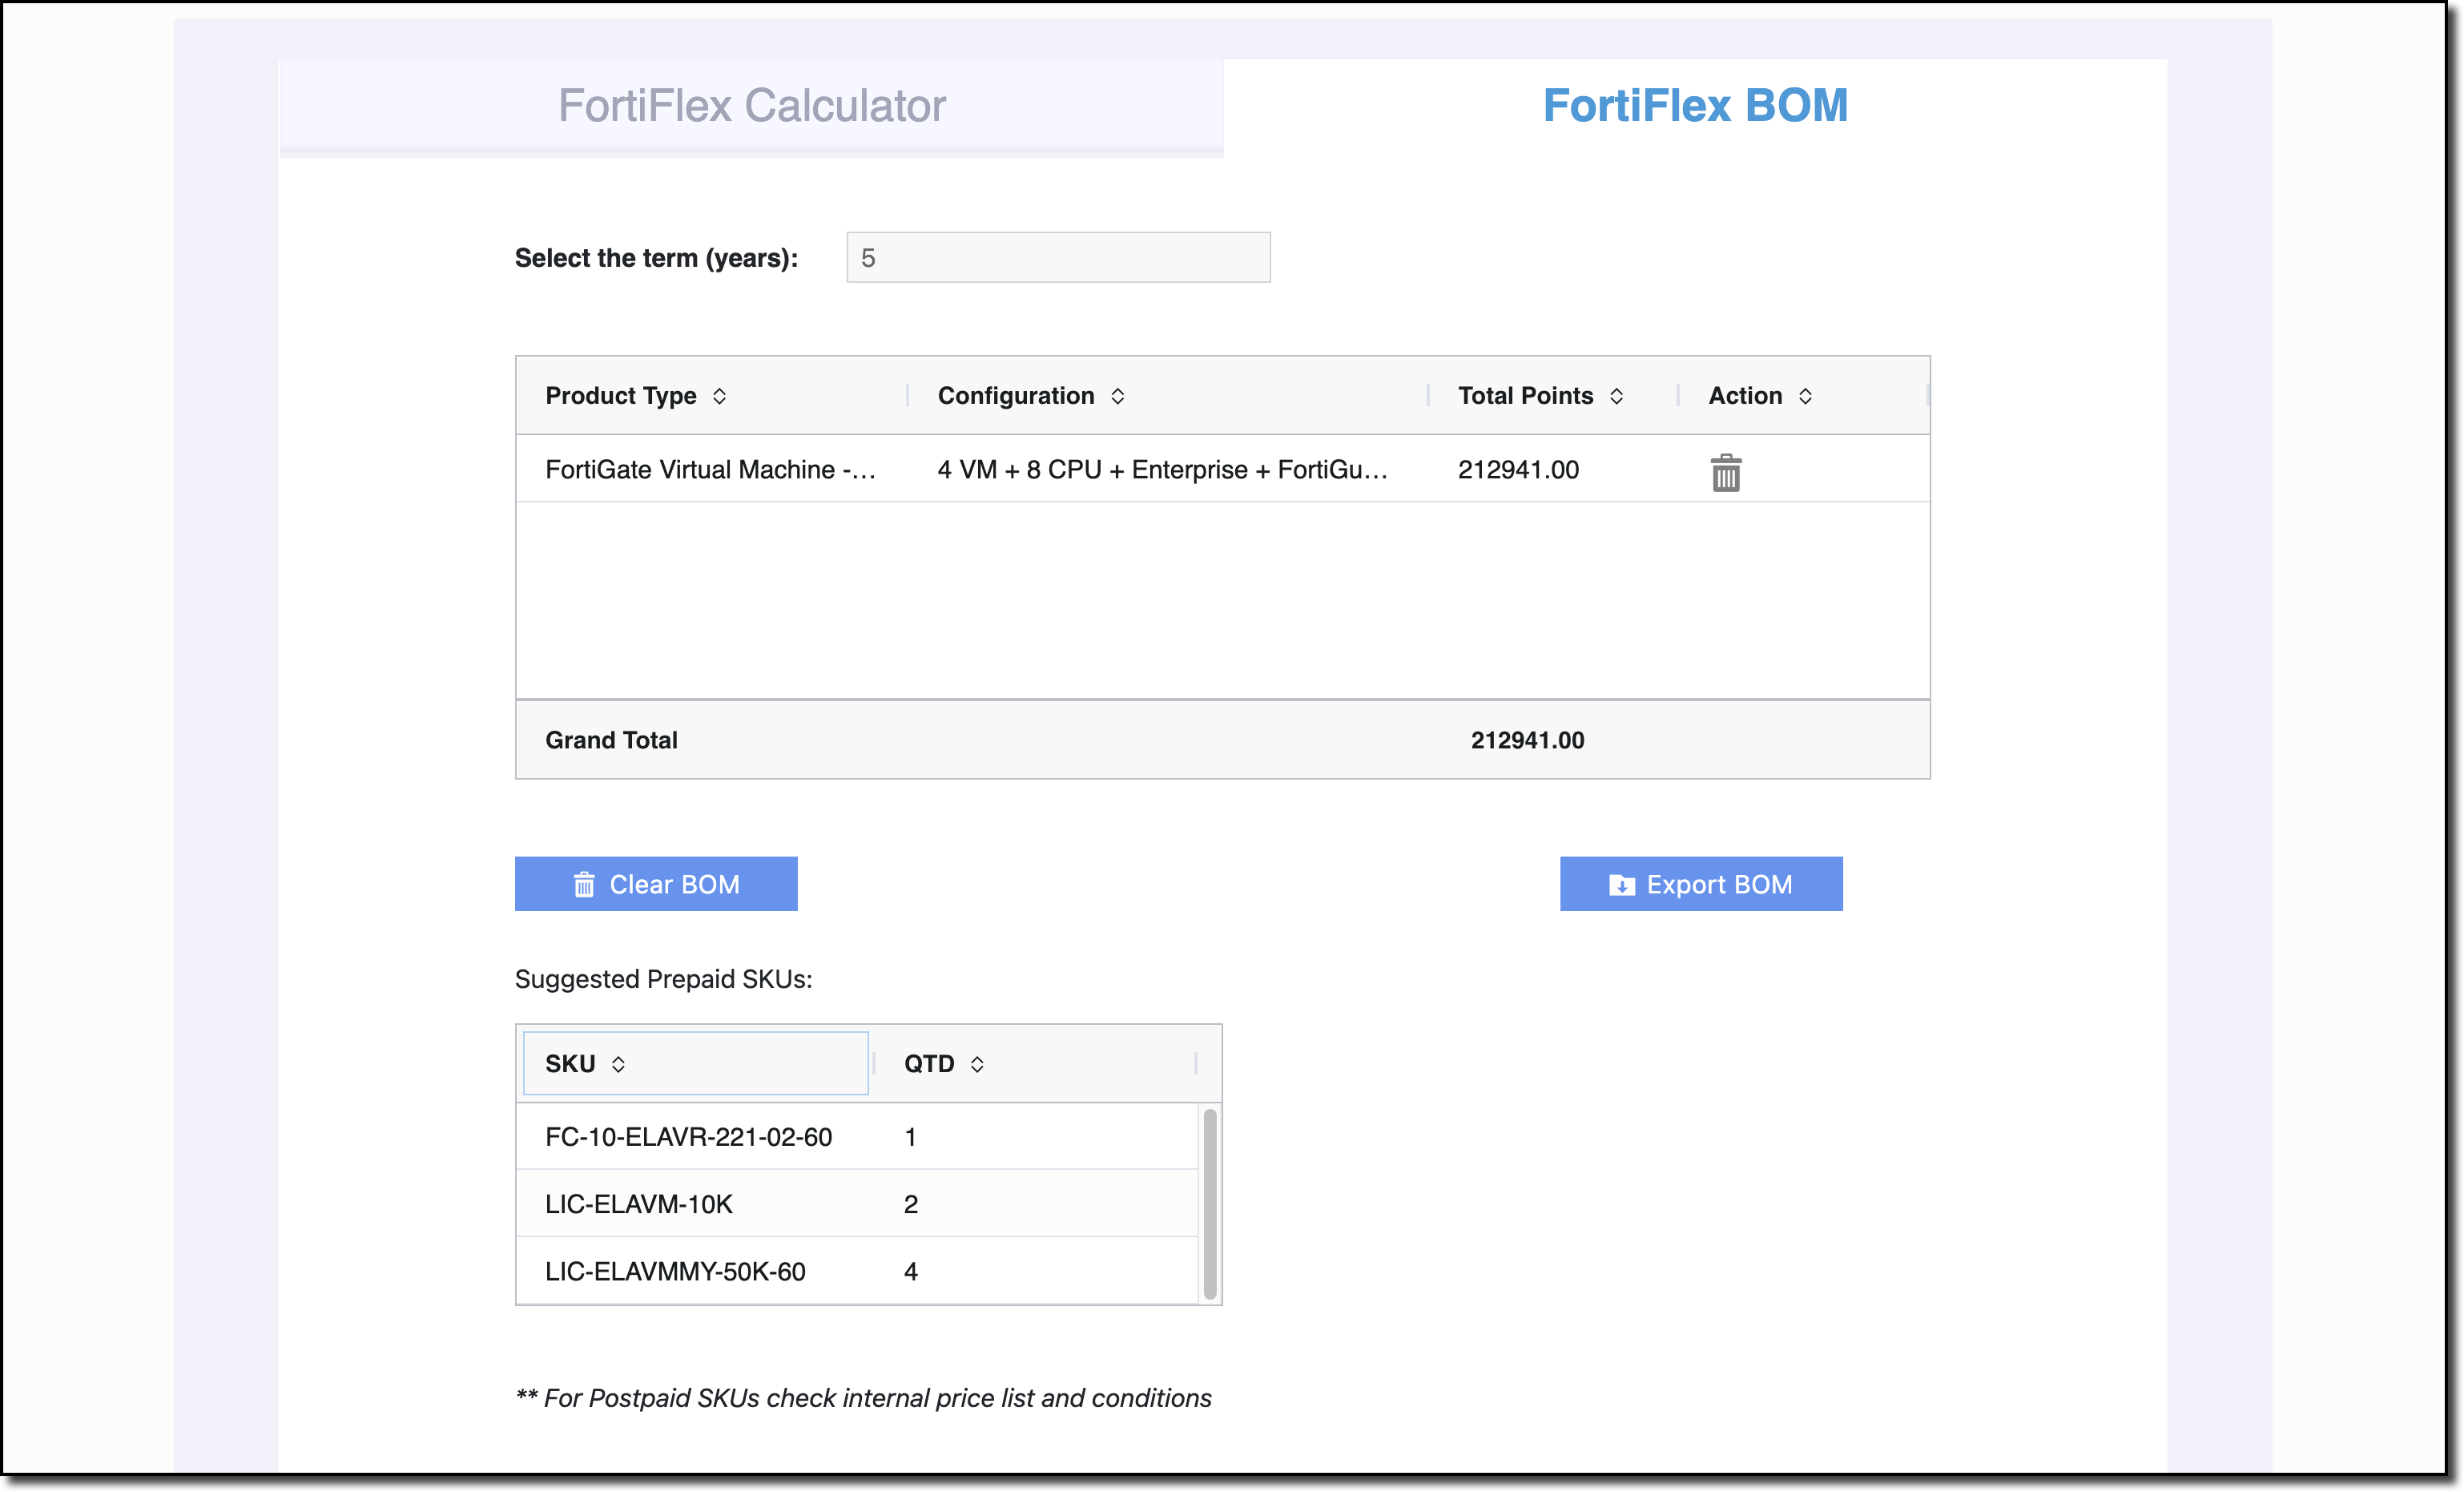 FortiFlex Calculator
FortiFlex BOM
Select the term (years):
5
Product Type
Configuration
Total Points
Action
FortiGate Virtual Machine -...
4 VM + 8 CPU + Enterprise + FortiGu...
212941.00
Grand Total
212941.00
Clear BOM
Export BOM
Suggested Prepaid SKUs:
SKU
QTD
FC-10-ELAVR-221-02-60
1
LIC-ELAVM-10K
2
LIC-ELAVMMY-50K-60
4
** For Postpaid SKUs check internal price list and conditions